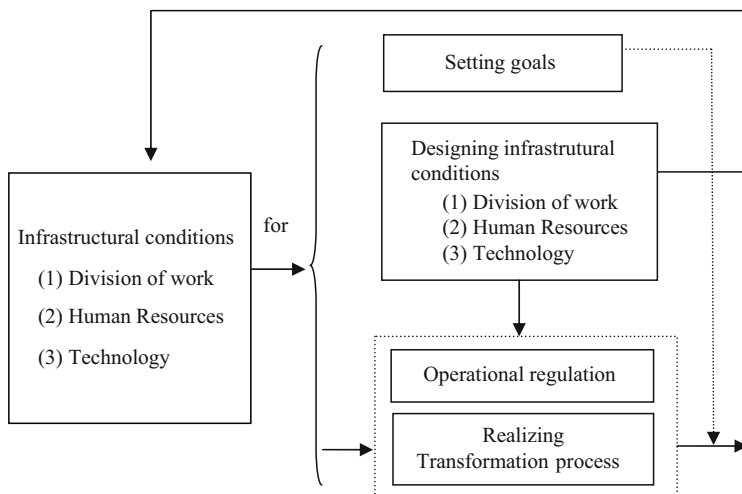 Infrastructural conditions
(1) Division of work
(2) Human Resources
(3) Technology
for
Setting goals
Designing infrastrutural
conditions
(1) Division of work
(2) Human Resources
(3) Technology
Operational regulation
Realizing
Transformation process